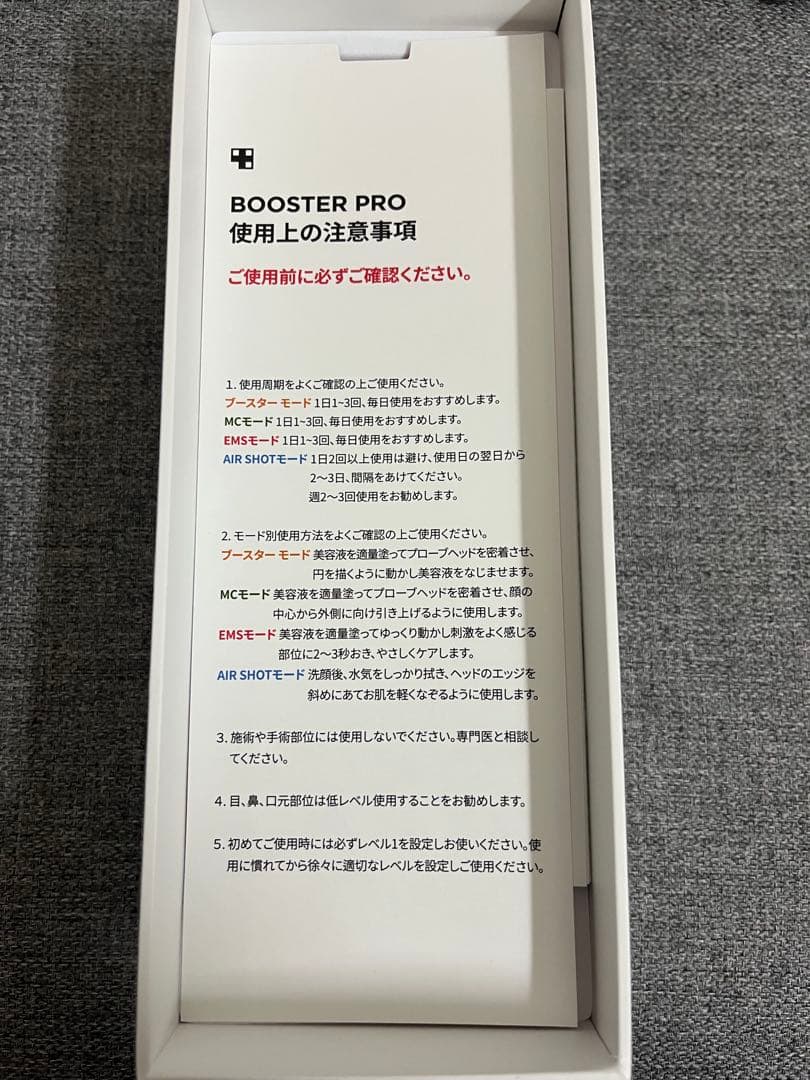 BOOSTER PRO
使用上の注意事項
ご使用前に必ずご確認ください。
1. 使用周期をよくご確認の上ご使用ください。
ブースター モード 1日1~3回、毎日使用をおすすめします。
MCモード 1日1~3回、毎日使用をおすすめします。
EMSモード 1日1~3回、毎日使用をおすすめします。
AIR SHOTモード 1日2回以上使用は避け、使用日の翌日から
2〜3日、間隔をあけてください。
週2〜3回使用をお勧めします。
2. モード別使用方法をよくご確認の上ご使用ください。
ブースター モード 美容液を適量塗ってプローブヘッドを密着させ、
円を描くように動かし美容液をなじませます。
MCモード 美容液を適量塗ってプローブヘッドを密着させ、顔の
中心から外側に向け引き上げるように使用します。
EMSモード 美容液を適量塗ってゆっくり動かし刺激をよく感じる
部位に2〜3秒おき、やさしくケアします。
AIR SHOTモード 洗顔後、水気をしっかり拭き、ヘッドのエッジを
斜めにあてお肌を軽くなぞるように使用します。
3. 施術や手術部位には使用しないでください。専門医と相談し
てください。
4. 目、鼻、口元部位は低レベル使用することをお勧めします。
5. 初めてご使用時には必ずレベル1を設定しお使いください。使
用に慣れてから徐々に適切なレベルを設定しご使用ください。